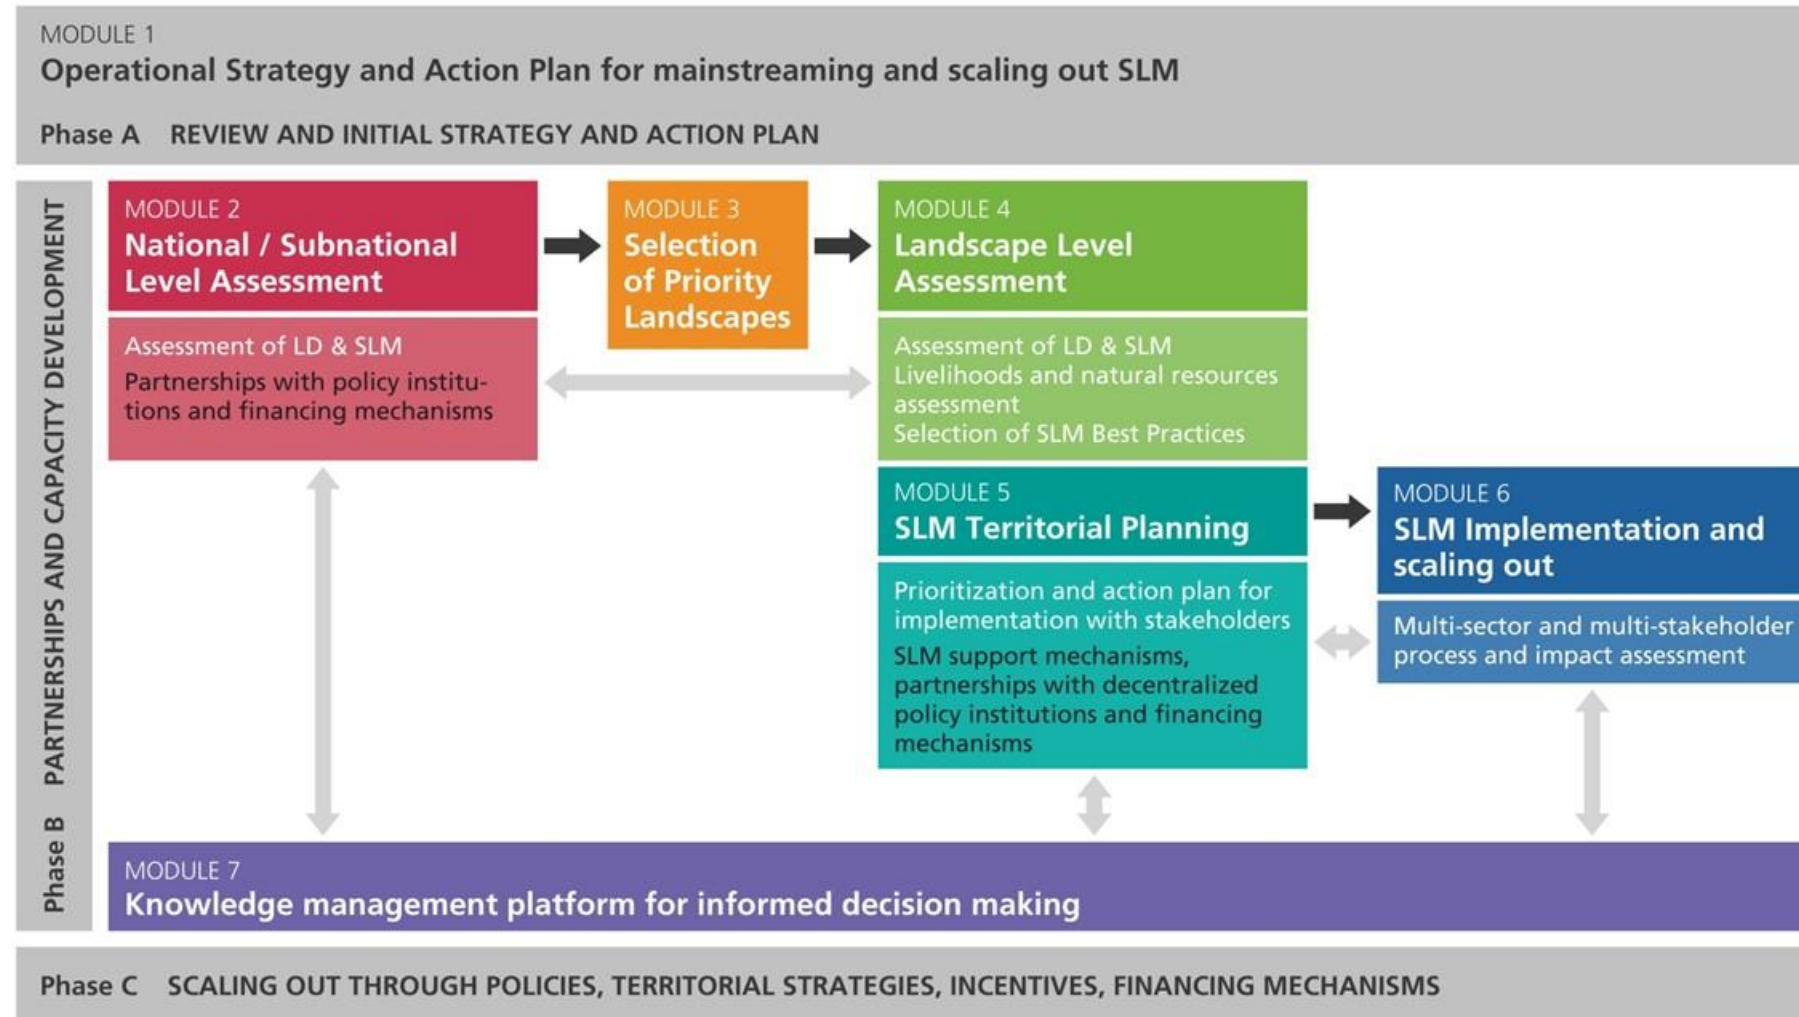 MODULE 1
Operational Strategy and Action Plan for mainstreaming and scaling out SLM
Phase A REVIEW AND INITIAL STRATEGY AND ACTION PLAN
Phase B PARTNERSHIPS AND CAPACITY DEVELOPMENT
MODULE 2
National / Subnational
Level Assessment
Assessment of LD & SLM
Partnerships with policy institu-
tions and financing mechanisms
MODULE 3
Selection
of Priority
Landscapes
MODULE 4
Landscape Level
Assessment
Assessment of LD & SLM
Livelihoods and natural resources
assessment
Selection of SLM Best Practices
MODULE 5
SLM Territorial Planning
Prioritization and action plan for
implementation with stakeholders
SLM support mechanisms,
partnerships with decentralized
policy institutions and financing
mechanisms
MODULE 6
SLM Implementation and
scaling out
Multi-sector and multi-stakeholder
process and impact assessment
MODULE 7
Knowledge management platform for informed decision making
Phase C SCALING OUT THROUGH POLICIES, TERRITORIAL STRATEGIES, INCENTIVES, FINANCING MECHANISMS